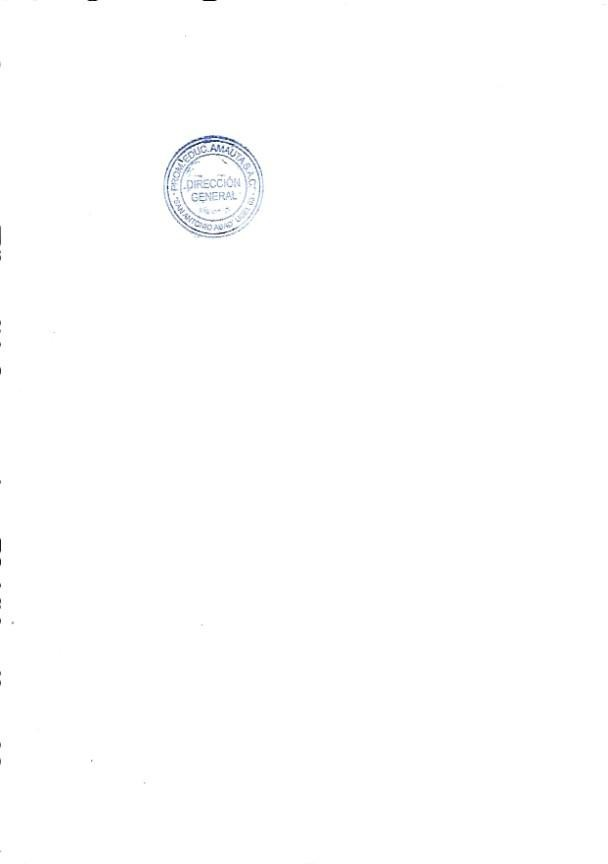 PROM. EDUC. AMAUTA S.A.C.
DIRECCIÓN
GENERAL
"SAN ANTONIO ABAD"